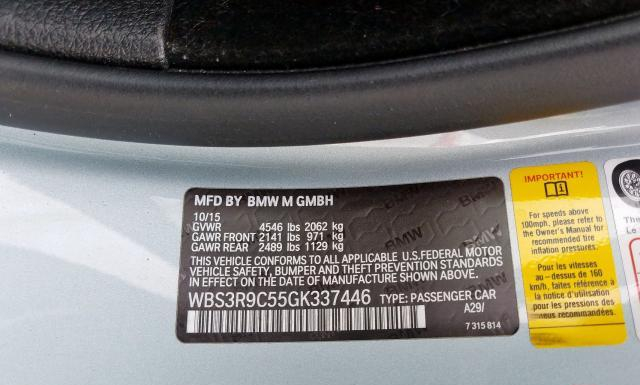 MFD BY BMW M GMBH
10/15
GVWR 4546 lbs 2062 kg
GAWR FRONT 2141 lbs 971 kg
GAWR REAR 2489 lbs 1129 kg
THIS VEHICLE CONFORMS TO ALL APPLICABLE U.S.FEDERAL MOTOR
VEHICLE SAFETY, BUMPER AND THEFT PREVENTION STANDARDS
IN EFFECT ON THE DATE OF MANUFACTURE SHOWN ABOVE.
WBS3R9C55GK337446 TYPE: PASSENGER CAR
A29/
7 315 814
IMPORTANT!
For speeds above
100mph, please refer to
the Owner's Manual for
recommended tire
inflation pressures.
Pour les vitesses
au - dessus de 160
km/h, faites référence à
la notice d'utilisation
pour les pressions des
pneus recommandées
The
Le